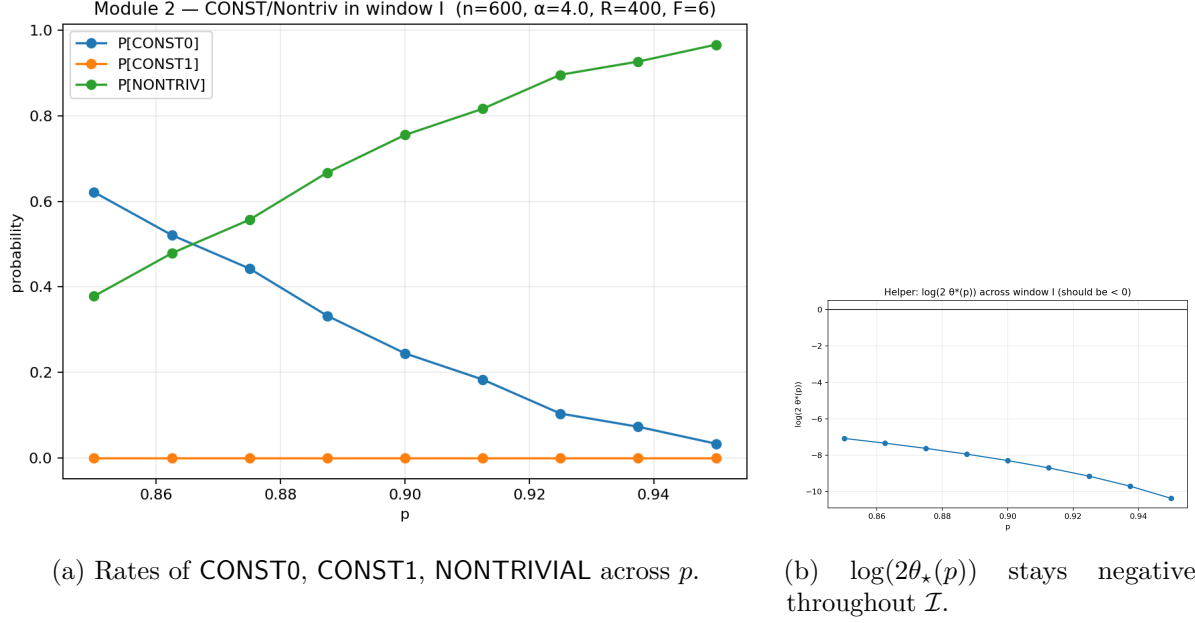 Module 2 — CONST/Nontriv in window I (n=600, α=4.0, R=400, F=6)
1.0
0.8
0.6
0.4
0.2
0.0
probability
P[CONST0]
P[CONST1]
P[NONTRIV]
0.86
0.88
0.90
0.92
0.94
p
Helper: log(2 θ*(p)) across window I (should be < 0)
0
−2
−4
−6
−8
−10
log(2 θ*(p))
0.86
0.88
0.90
0.92
0.94
p
(a) Rates of CONST0, CONST1, NONTRIVIAL across p.
(b) log(2θ⋆(p)) stays negative
throughout ℐ.